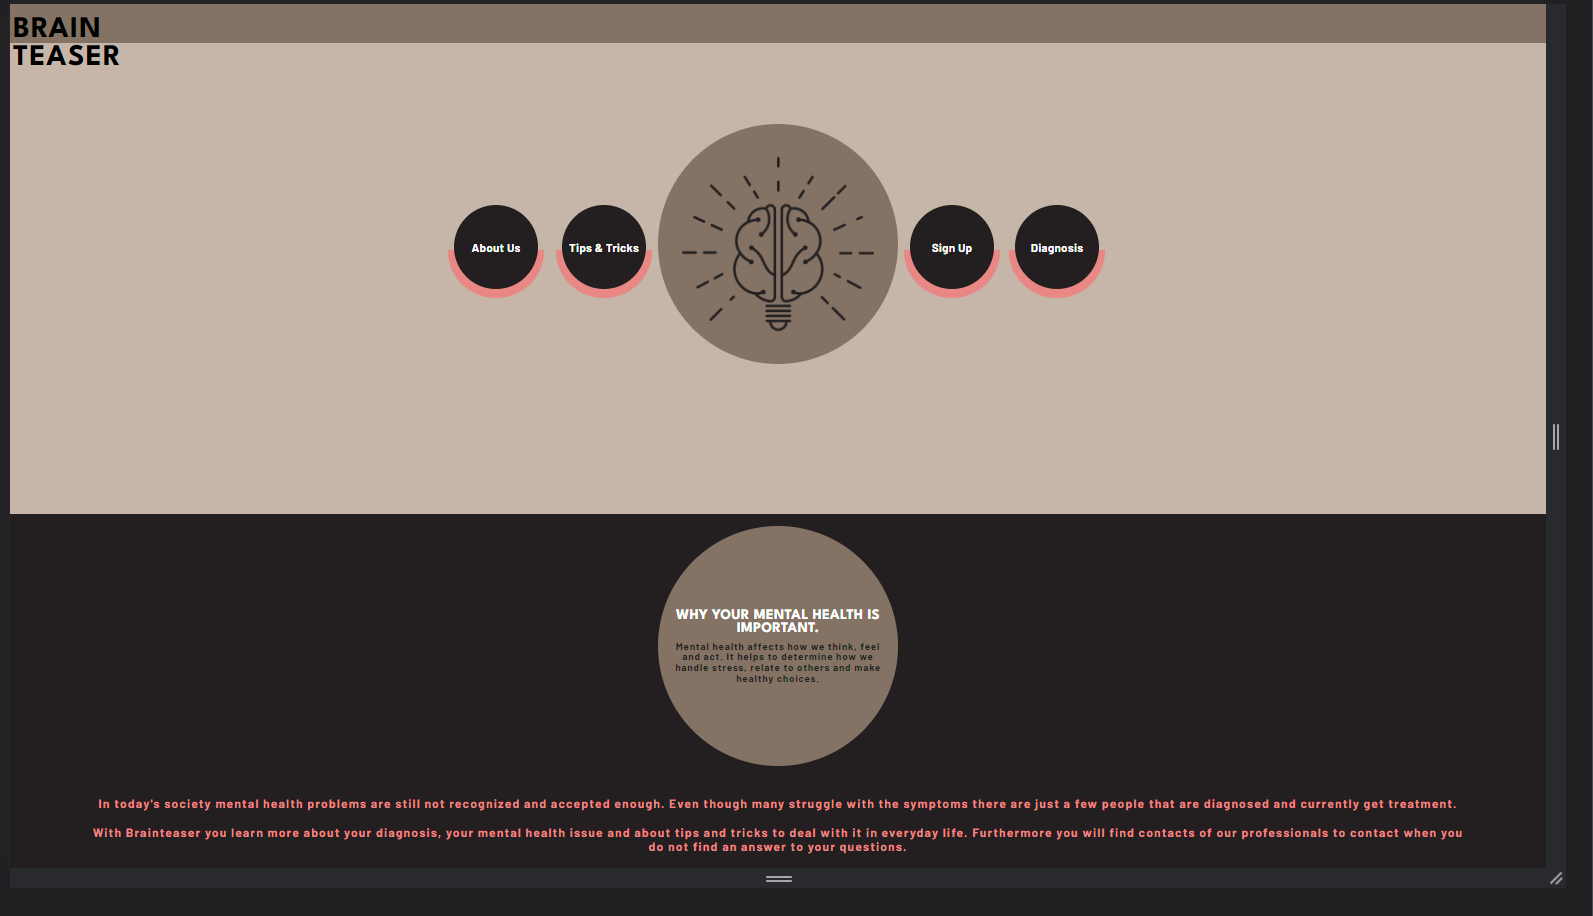 BRAIN
TEASER
About Us
Tips & Tricks
Sign Up
Diagnosis
WHY YOUR MENTAL HEALTH IS
IMPORTANT.
Mental health affects how we think, feel
and act. It helps to determine how we
handle stress, relate to others and make
healthy choices.
In today's society mental health problems are still not recognized and accepted enough. Even though many struggle with the symptoms there are just a few people that are diagnosed and currently get treatment.
With Brainteaser you learn more about your diagnosis, your mental health issue and about tips and tricks to deal with it in everyday life. Furthermore you will find contacts of our professionals to contact when you
do not find an answer to your questions.